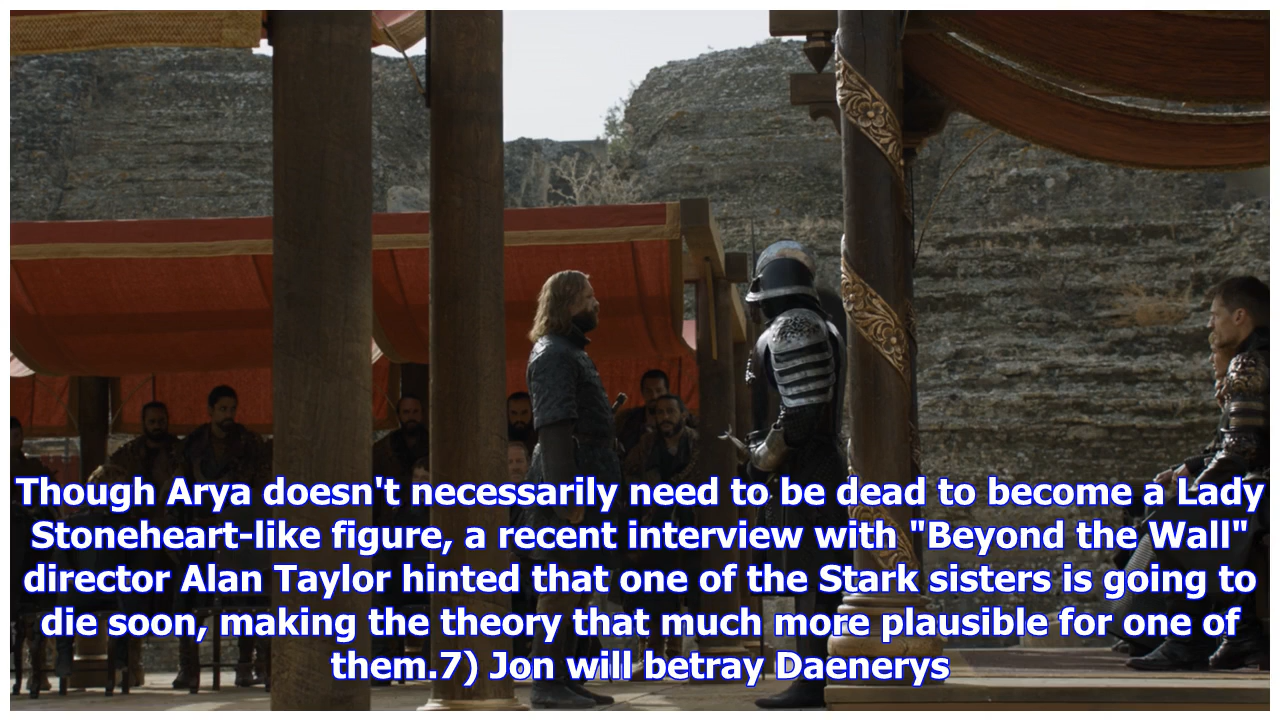 Though Arya doesn't necessarily need to be dead to become a Lady
Stoneheart-like figure, a recent interview with "Beyond the Wall"
director Alan Taylor hinted that one of the Stark sisters is going to
die soon, making the theory that much more plausible for one of
them.7) Jon will betray Daenerys